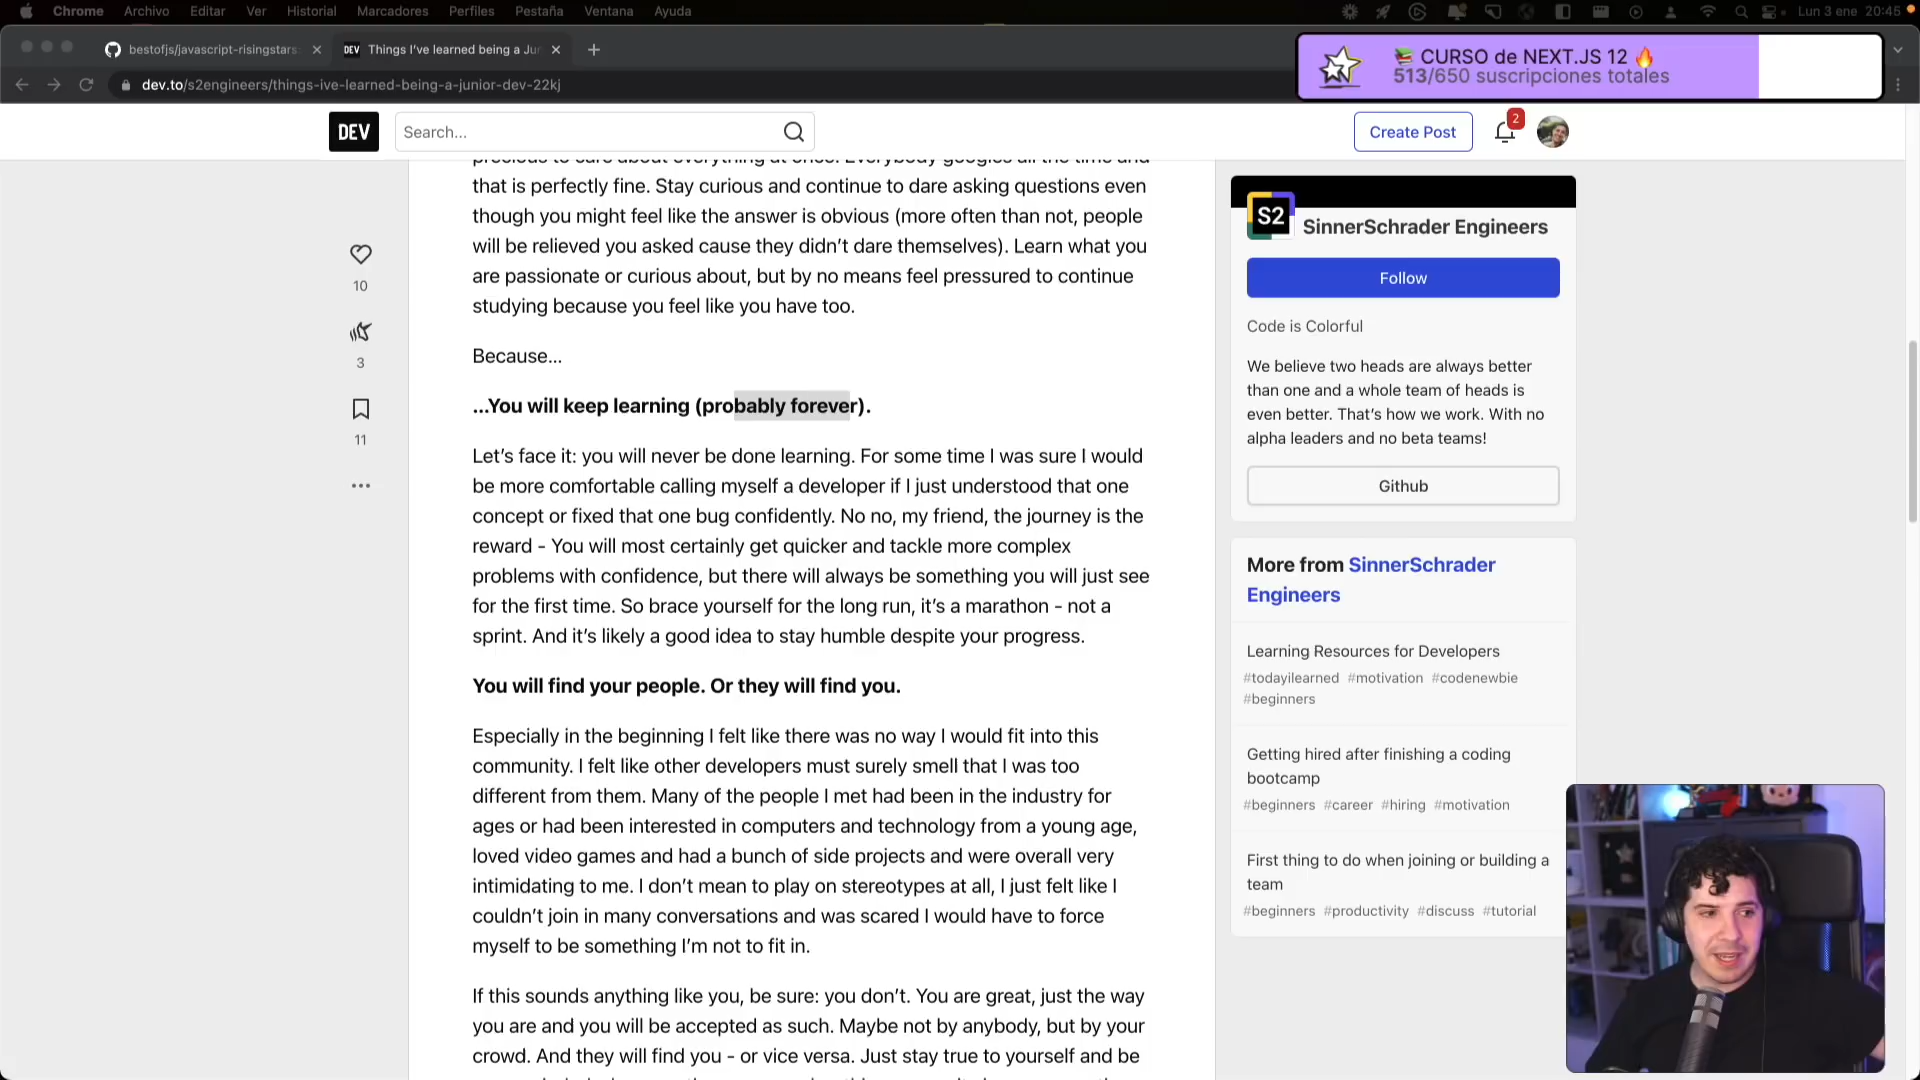 Chrome Archivo Editar Ver Historial Marcadores Perfiles Pestaña Ventana Ayuda
Lun 3 ene 20:45
bestofjs/javascript-risingstars
DEV Things I've learned being a Ju
dev.to/s2engineers/things-ive-learned-being-a-junior-dev-22kj
CURSO de NEXT.JS 12
513/650 suscripciones totales
DEV
Search...
Create Post
2
precious to care about everything at once. Everybody googles all the time and
that is perfectly fine. Stay curious and continue to dare asking questions even
though you might feel like the answer is obvious (more often than not, people
will be relieved you asked cause they didn't dare themselves). Learn what you
are passionate or curious about, but by no means feel pressured to continue
studying because you feel like you have too.
Because...
...You will keep learning (probably forever).
Let's face it: you will never be done learning. For some time I was sure I would
be more comfortable calling myself a developer if I just understood that one
concept or fixed that one bug confidently. No no, my friend, the journey is the
reward - You will most certainly get quicker and tackle more complex
problems with confidence, but there will always be something you will just see
for the first time. So brace yourself for the long run, it's a marathon - not a
sprint. And it's likely a good idea to stay humble despite your progress.
You will find your people. Or they will find you.
Especially in the beginning I felt like there was no way I would fit into this
community. I felt like other developers must surely smell that I was too
different from them. Many of the people I met had been in the industry for
ages or had been interested in computers and technology from a young age,
loved video games and had a bunch of side projects and were overall very
intimidating to me. I don't mean to play on stereotypes at all, I just felt like I
couldn't join in many conversations and was scared I would have to force
myself to be something I'm not to fit in.
If this sounds anything like you, be sure: you don't. You are great, just the way
you are and you will be accepted as such. Maybe not by anybody, but by your
crowd. And they will find you - or vice versa. Just stay true to yourself and be
10
3
11
S2
SinnerSchrader Engineers
Follow
Code is Colorful
We believe two heads are always better
than one and a whole team of heads is
even better. That's how we work. With no
alpha leaders and no beta teams!
Github
More from SinnerSchrader
Engineers
Learning Resources for Developers
#todayilearned #motivation #codenewbie
#beginners
Getting hired after finishing a coding
bootcamp
#beginners #career #hiring #motivation
First thing to do when joining or building a
team
#beginners #productivity #discuss #tutorial